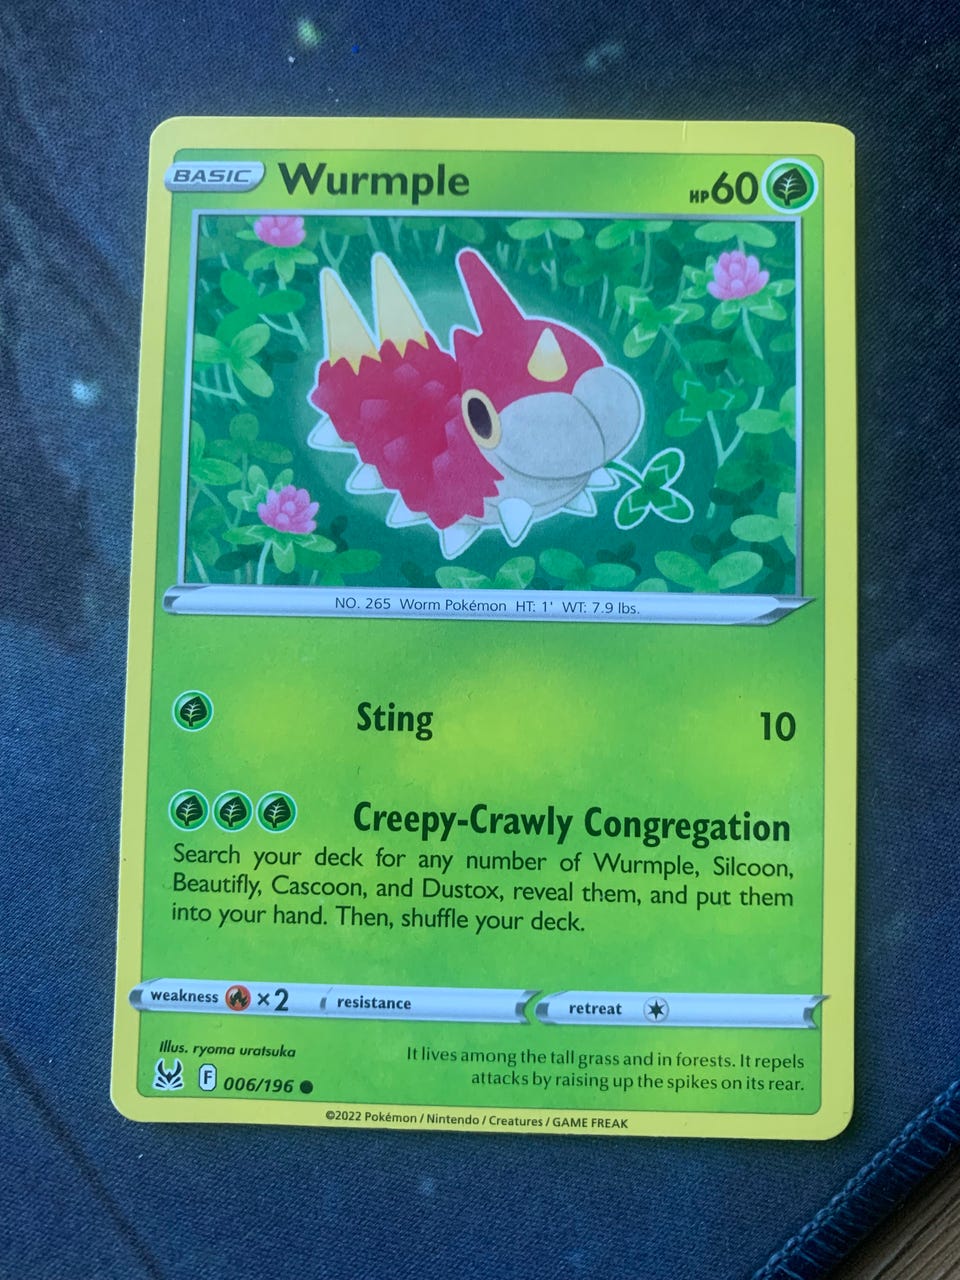 BASIC Wurmple HP60
NO. 265 Worm Pokémon HT: 1' WT: 7.9 lbs.
Sting 10
Creepy-Crawly Congregation
Search your deck for any number of Wurmple, Silcoon,
Beautifly, Cascoon, and Dustox, reveal them, and put them
into your hand. Then, shuffle your deck.
weakness ×2 resistance retreat
Illus. ryoma uratsuka
It lives among the tall grass and in forests. It repels
attacks by raising up the spikes on its rear.
F 006/196
©2022 Pokémon / Nintendo / Creatures / GAME FREAK